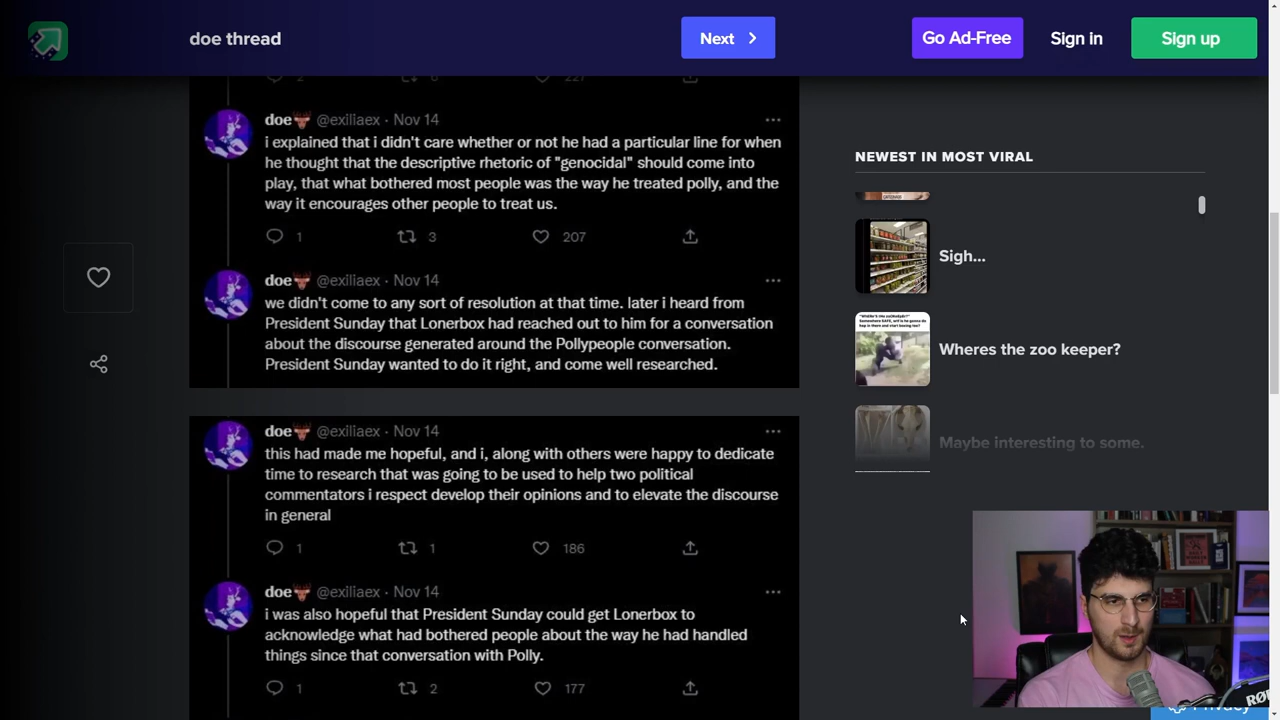 doe thread
Next
Go Ad-Free
Sign in
Sign up
2
6
227
doe @exiliaex · Nov 14
i explained that i didn't care whether or not he had a particular line for when
he thought that the descriptive rhetoric of "genocidal" should come into
play, that what bothered most people was the way he treated polly, and the
way it encourages other people to treat us.
1
3
207
doe @exiliaex · Nov 14
we didn't come to any sort of resolution at that time. later i heard from
President Sunday that Lonerbox had reached out to him for a conversation
about the discourse generated around the Pollypeople conversation.
President Sunday wanted to do it right, and come well researched.
doe @exiliaex · Nov 14
this had made me hopeful, and i, along with others were happy to dedicate
time to research that was going to be used to help two political
commentators i respect develop their opinions and to elevate the discourse
in general
1
1
186
doe @exiliaex · Nov 14
i was also hopeful that President Sunday could get Lonerbox to
acknowledge what had bothered people about the way he had handled
things since that conversation with Polly.
1
2
177
NEWEST IN MOST VIRAL
Sigh...
Wheres the zoo keeper?
Maybe interesting to some.
RØDE
Privacy